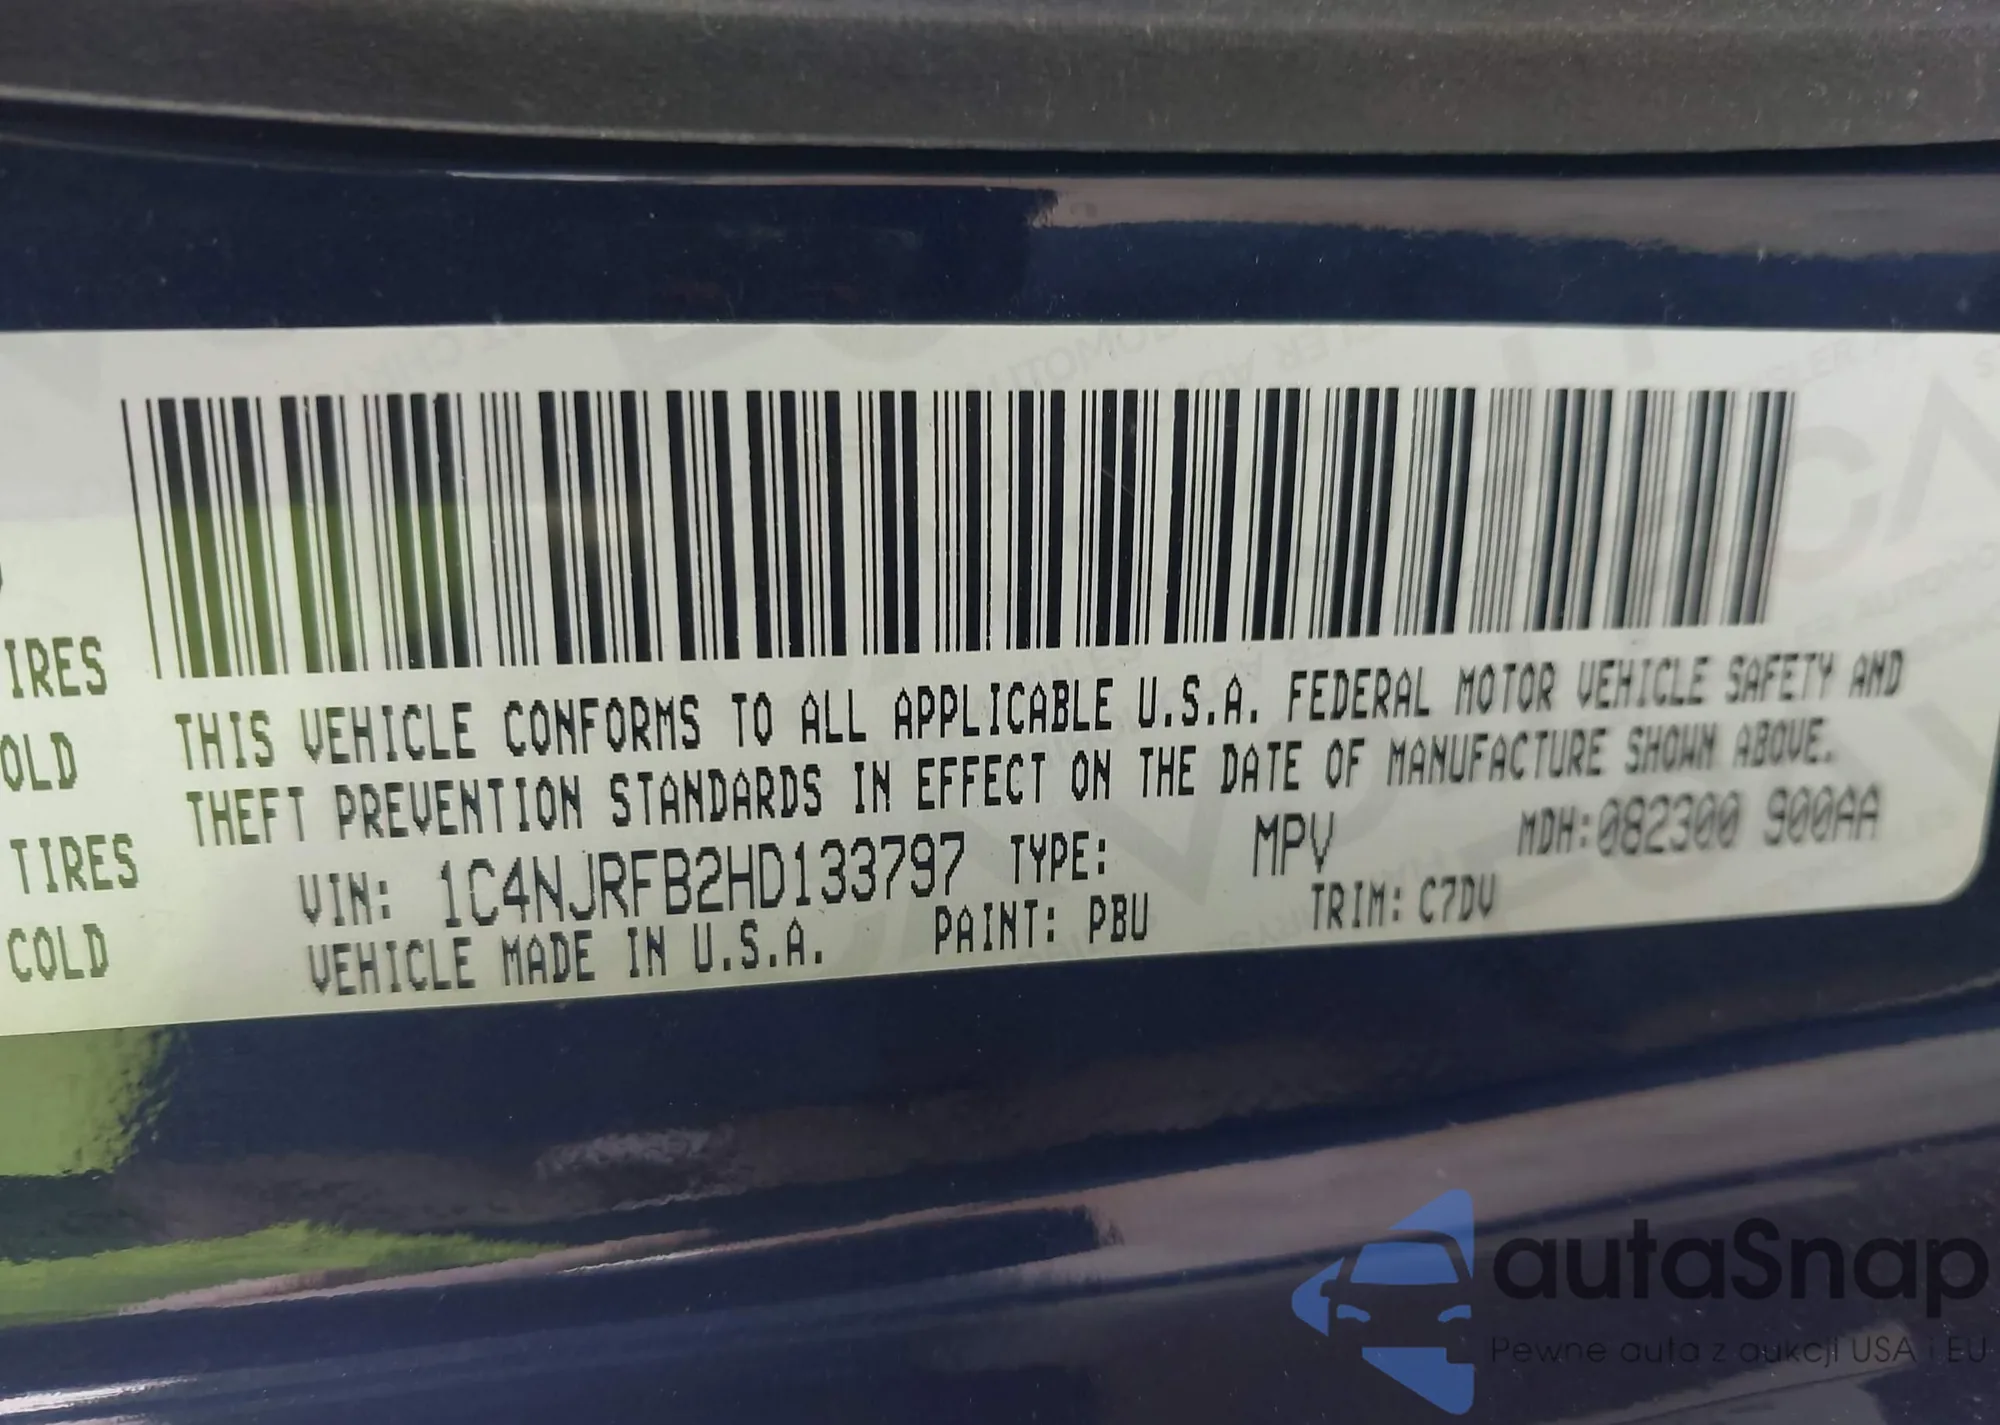 IRES
OLD
TIRES
COLD
THIS VEHICLE CONFORMS TO ALL APPLICABLE U.S.A. FEDERAL MOTOR VEHICLE SAFETY AND
THEFT PREVENTION STANDARDS IN EFFECT ON THE DATE OF MANUFACTURE SHOWN ABOVE.
VIN: 1C4NJRFB2HD133797 TYPE: MPV MDH:082300 900AA
VEHICLE MADE IN U.S.A. PAINT: PBU TRIM: C7DV
autaSnap
Pewne auta z aukcji USA i EU